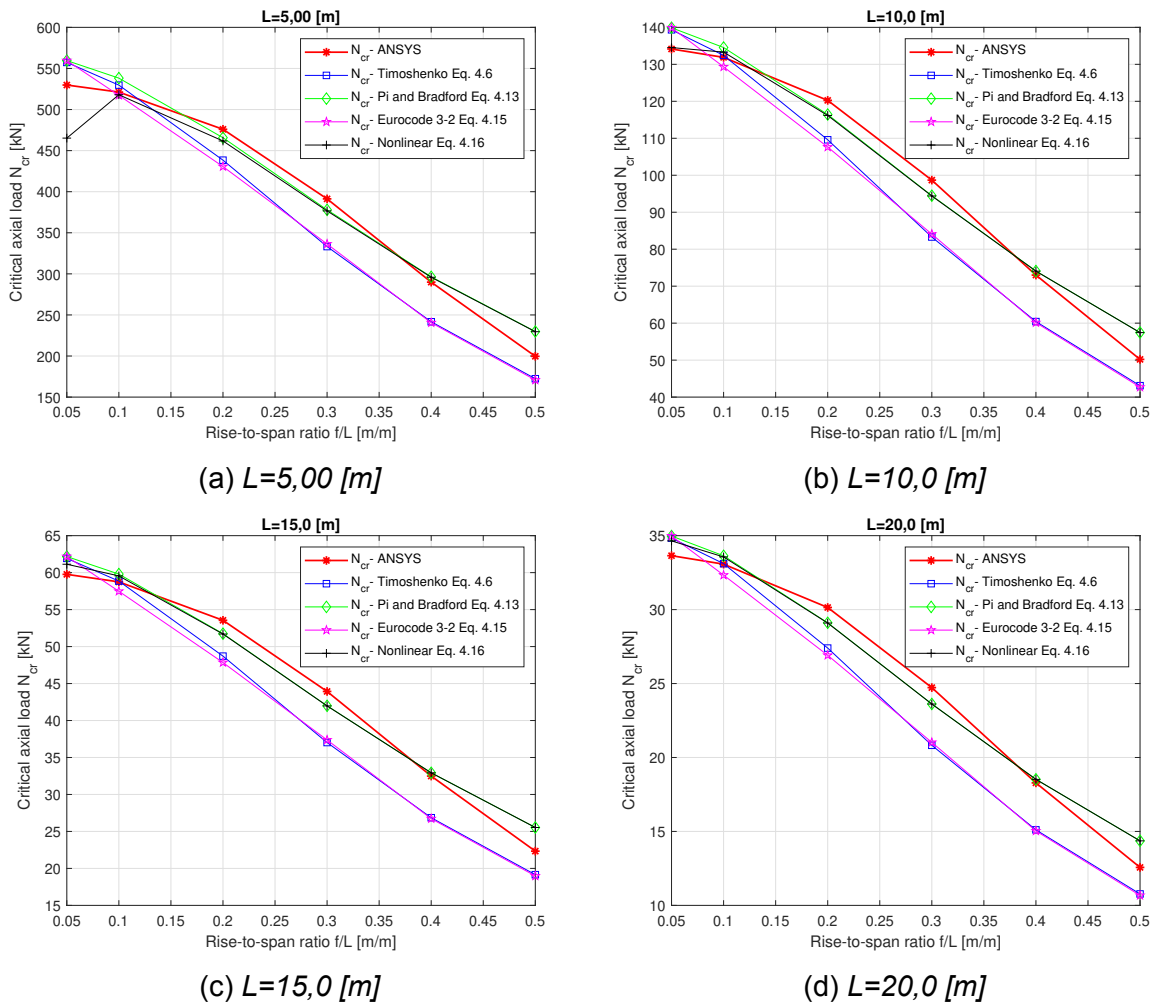 L=5,00 [m]
600
550
500
450
400
350
300
250
200
150
Critical axial load N_cr [kN]
N_cr- ANSYS
N_cr- Timoshenko Eq. 4.6
N_cr- Pi and Bradford Eq. 4.13
N_cr- Eurocode 3-2 Eq. 4.15
N_cr- Nonlinear Eq. 4.16
0.05 0.1 0.15 0.2 0.25 0.3 0.35 0.4 0.45 0.5
Rise-to-span ratio f/L [m/m]
(a) L=5,00 [m]
L=10,0 [m]
140
130
120
110
100
90
80
70
60
50
40
Critical axial load N_cr [kN]
N_cr- ANSYS
N_cr- Timoshenko Eq. 4.6
N_cr- Pi and Bradford Eq. 4.13
N_cr- Eurocode 3-2 Eq. 4.15
N_cr- Nonlinear Eq. 4.16
0.05 0.1 0.15 0.2 0.25 0.3 0.35 0.4 0.45 0.5
Rise-to-span ratio f/L [m/m]
(b) L=10,0 [m]
L=15,0 [m]
65
60
55
50
45
40
35
30
25
20
15
Critical axial load N_cr [kN]
N_cr- ANSYS
N_cr- Timoshenko Eq. 4.6
N_cr- Pi and Bradford Eq. 4.13
N_cr- Eurocode 3-2 Eq. 4.15
N_cr- Nonlinear Eq. 4.16
0.05 0.1 0.15 0.2 0.25 0.3 0.35 0.4 0.45 0.5
Rise-to-span ratio f/L [m/m]
(c) L=15,0 [m]
L=20,0 [m]
35
30
25
20
15
10
Critical axial load N_cr [kN]
N_cr- ANSYS
N_cr- Timoshenko Eq. 4.6
N_cr- Pi and Bradford Eq. 4.13
N_cr- Eurocode 3-2 Eq. 4.15
N_cr- Nonlinear Eq. 4.16
0.05 0.1 0.15 0.2 0.25 0.3 0.35 0.4 0.45 0.5
Rise-to-span ratio f/L [m/m]
(d) L=20,0 [m]